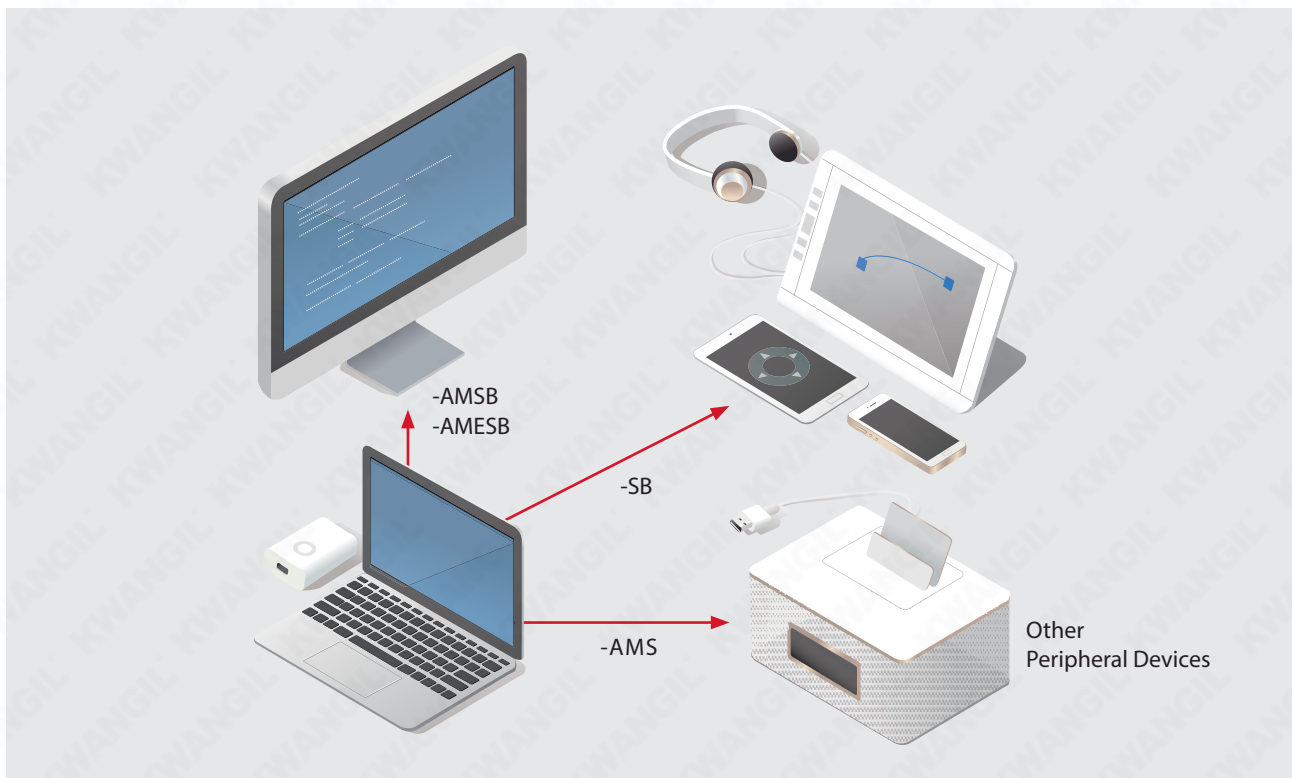 -AMSB
-AMESB
-SB
-AMS
Other
Peripheral Devices
KWANGIL